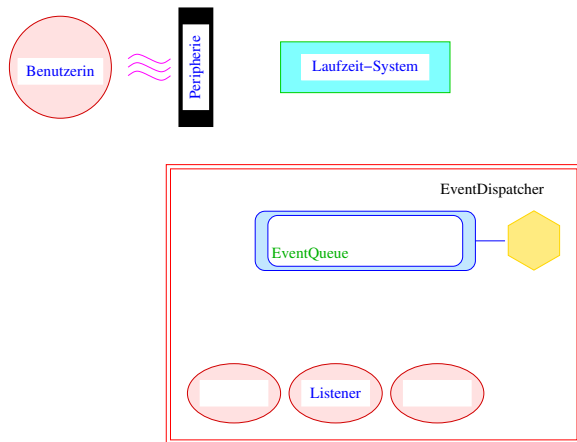 Benutzerin
Peripherie
Laufzeit−System
EventDispatcher
EventQueue
Listener